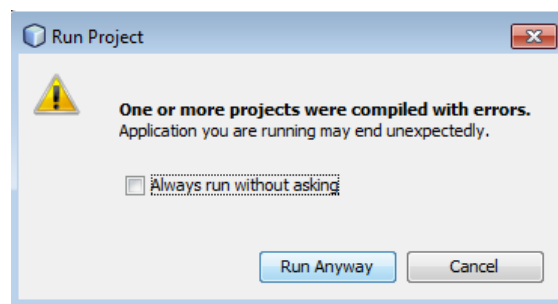 Run Project
One or more projects were compiled with errors.
Application you are running may end unexpectedly.
Always run without asking
Run Anyway
Cancel